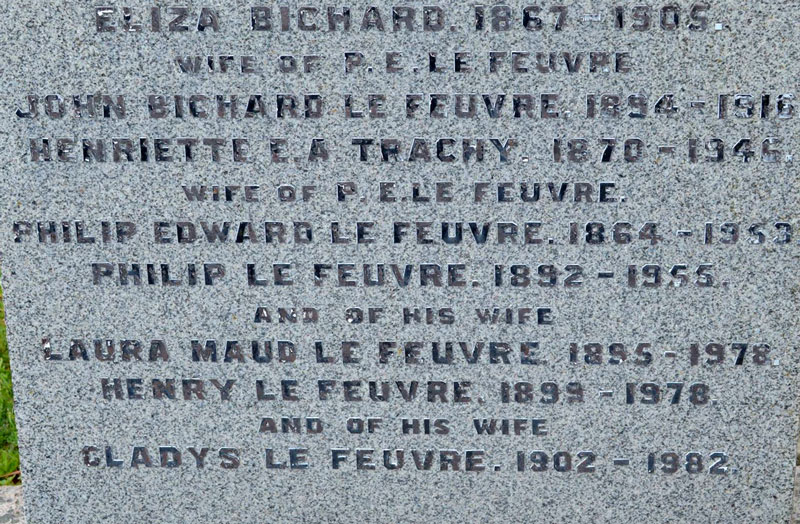 ELIZA BICHARD. 1867 - 1905.
WIFE OF P. E. LE FEUVRE
JOHN BICHARD LE FEUVRE. 1894 - 1916
HENRIETTE E. A TRACHY. 1870 - 1946.
WIFE OF P. E. LE FEUVRE.
PHILIP EDWARD LE FEUVRE. 1864 - 1953
PHILIP LE FEUVRE. 1892 - 1955.
AND OF HIS WIFE
LAURA MAUD LE FEUVRE. 1895 - 1978.
HENRY LE FEUVRE. 1899 - 1978.
AND OF HIS WIFE
GLADYS LE FEUVRE. 1902 - 1982.